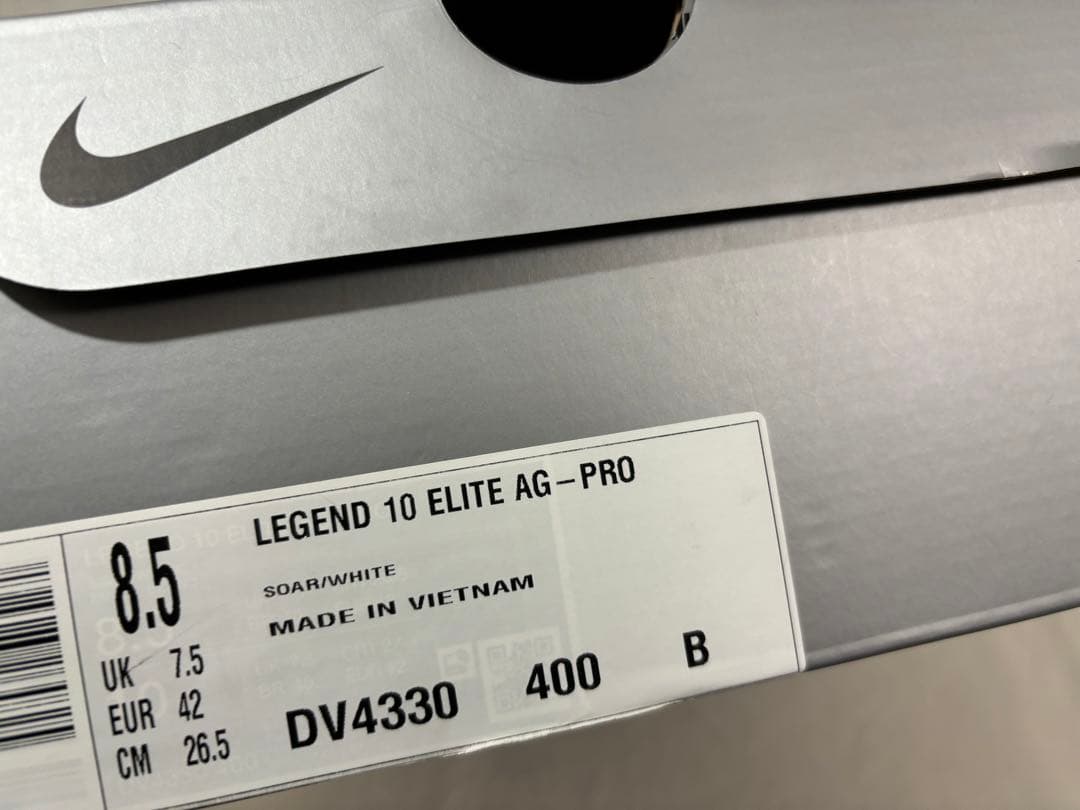 LEGEND 10 ELITE AG-PRO
8.5
SOAR/WHITE
MADE IN VIETNAM
UK 7.5
EUR 42
CM 26.5
DV4330 400 B